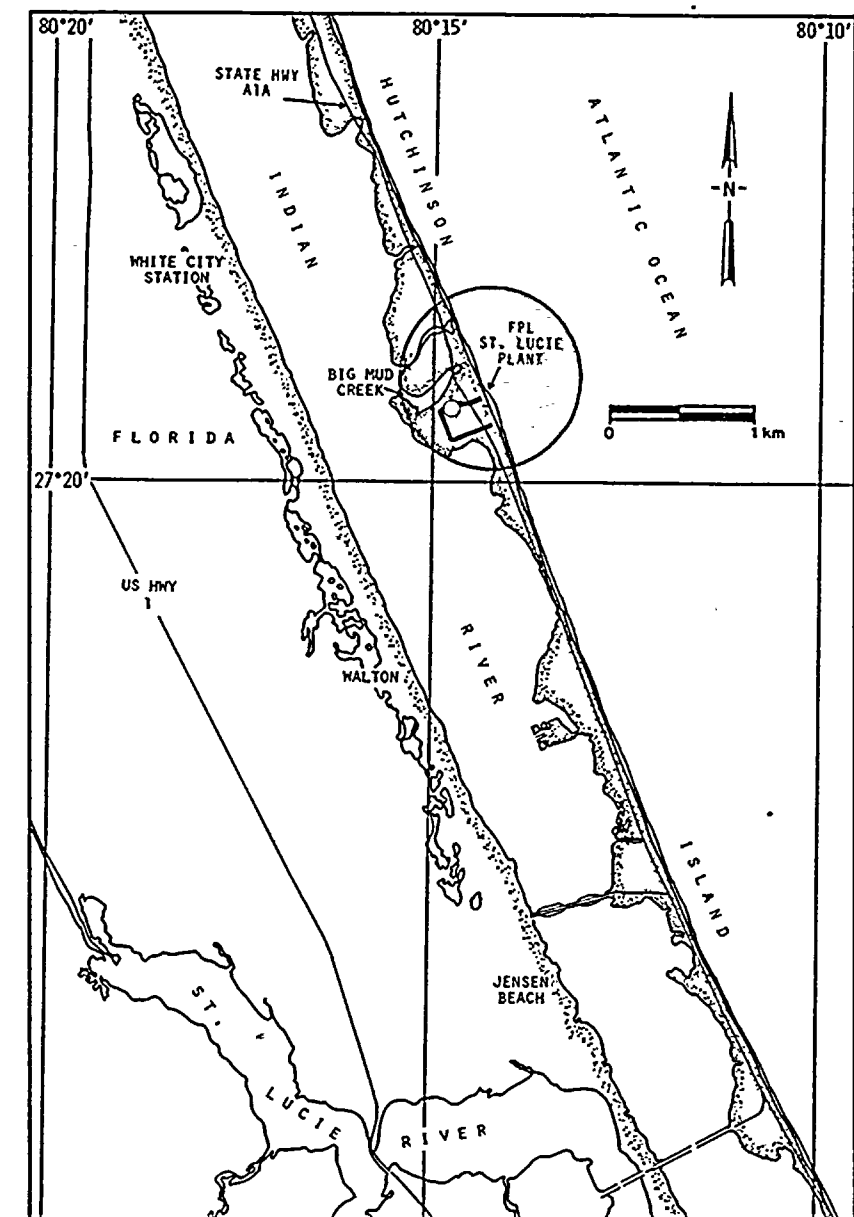 80°20'
80°15'
80°10'
STATE HWY
A1A
HUTCHINSON
ATLANTIC OCEAN
INDIAN
-N-
WHITE CITY
STATION
FPL
ST. LUCIE
PLANT
BIG MUD
CREEK
0
1 km
FLORIDA
27°20'
US HWY
1
RIVER
WALTON
ISLAND
JENSEN
BEACH
ST.
LUCIE
RIVER